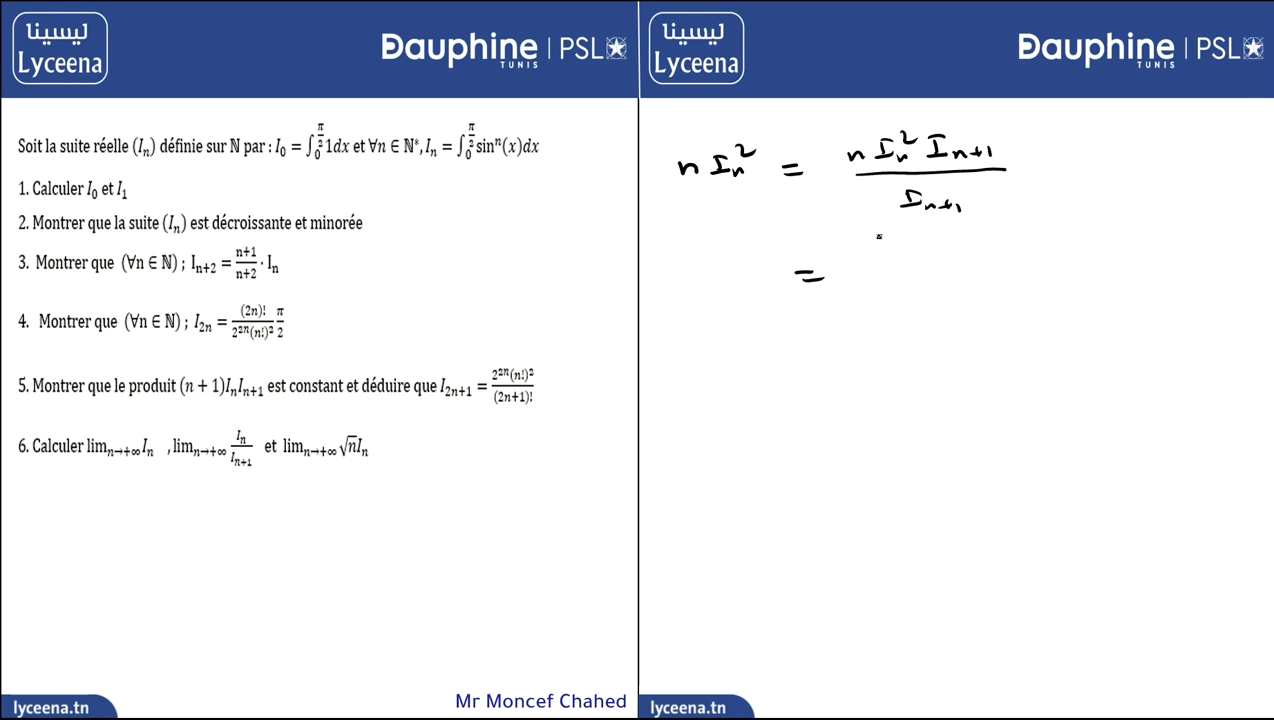 ليسينا
Lyceena
Dauphine | PSL
TUNIS
Soit la suite réelle (Iₙ) définie sur ℕ par : I₀ = ∫₀^(π/2) 1dx et ∀n ∈ ℕ*, Iₙ = ∫₀^(π/2) sinⁿ(x)dx
1. Calculer I₀ et I₁
2. Montrer que la suite (Iₙ) est décroissante et minorée
3. Montrer que (∀n ∈ ℕ) ; Iₙ₊₂ = (n+1)/(n+2) · Iₙ
4. Montrer que (∀n ∈ ℕ) ; I₂ₙ = (2n)!/(2²ⁿ(n!)²) π/2
5. Montrer que le produit (n + 1)IₙIₙ₊₁ est constant et déduire que I₂ₙ₊₁ = 2²ⁿ(n!)²/(2n+1)!
6. Calculer limₙ→₊∞ Iₙ , limₙ→₊∞ Iₙ/Iₙ₊₁ et limₙ→₊∞ √n Iₙ
Mr Moncef Chahed
lyceena.tn
ليسينا
Lyceena
Dauphine | PSL
TUNIS
n Iₙ² = n Iₙ² Iₙ₊₁ / Iₙ₊₁
=
lyceena.tn